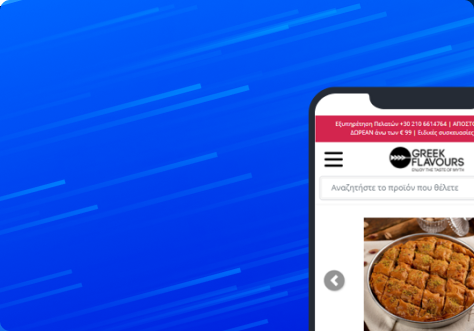 Εξυπηρέτηση Πελατών +30 210 6614764 | ΑΠΟΣΤΟ
ΔΩΡΕΑΝ άνω των € 99 | Ειδικές συσκευασίες
GREEK
FLAVOURS
ENJOY THE TASTE OF MYTH
Αναζητήστε το προϊόν που θέλετε